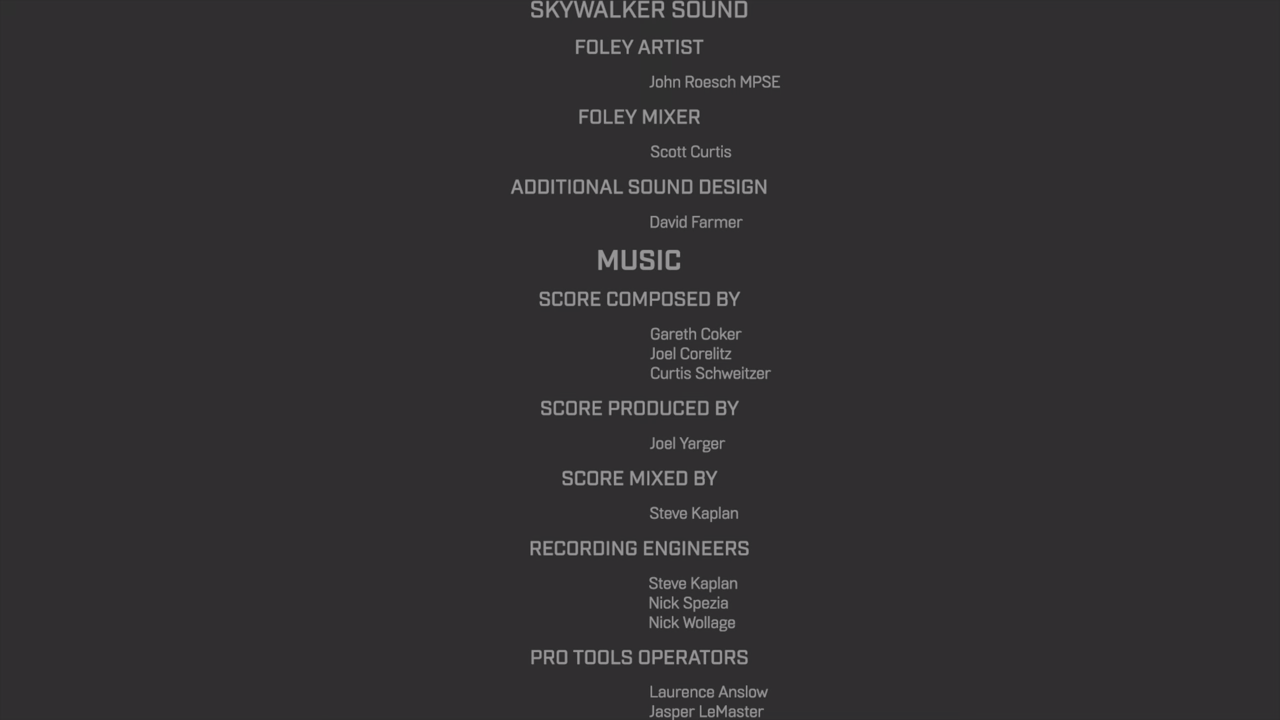 SKYWALKER SOUND
FOLEY ARTIST
John Roesch MPSE
FOLEY MIXER
Scott Curtis
ADDITIONAL SOUND DESIGN
David Farmer
MUSIC
SCORE COMPOSED BY
Gareth Coker
Joel Corelitz
Curtis Schweitzer
SCORE PRODUCED BY
Joel Yarger
SCORE MIXED BY
Steve Kaplan
RECORDING ENGINEERS
Steve Kaplan
Nick Spezia
Nick Wollage
PRO TOOLS OPERATORS
Laurence Anslow
Jasper LeMaster